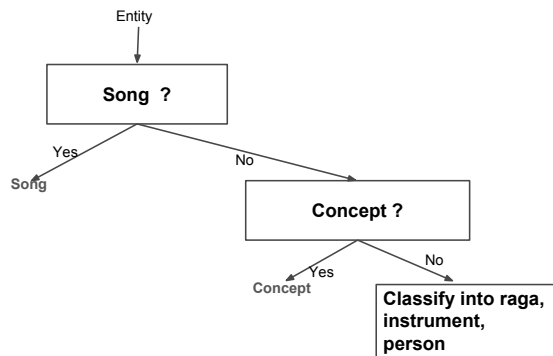 Entity
Song ?
Yes
No
Song
Concept ?
Yes
No
Concept
Classify into raga,
instrument,
person